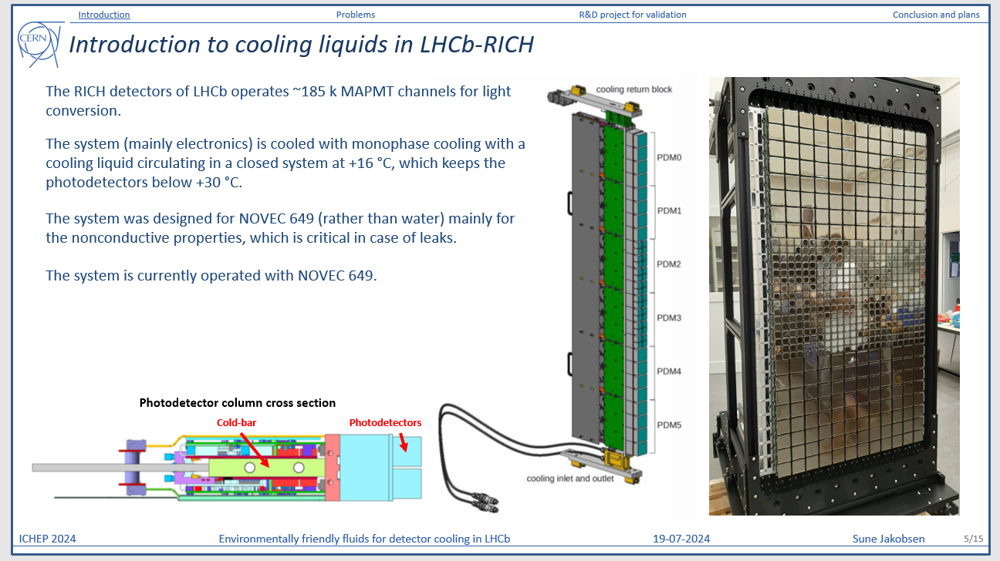 Introduction
Problems
R&D project for validation
Conclusion and plans
CERN
Introduction to cooling liquids in LHCb-RICH
The RICH detectors of LHCb operates ~185 k MAPMT channels for light
conversion.
The system (mainly electronics) is cooled with monophase cooling with a
cooling liquid circulating in a closed system at +16 °C, which keeps the
photodetectors below +30 °C.
The system was designed for NOVEC 649 (rather than water) mainly for
the nonconductive properties, which is critical in case of leaks.
The system is currently operated with NOVEC 649.
Photodetector column cross section
Cold-bar
Photodetectors
cooling return block
PDM0
PDM1
PDM2
PDM3
PDM4
PDM5
cooling inlet and outlet
ICHEP 2024
Environmentally friendly fluids for detector cooling in LHCb
19-07-2024
Sune Jakobsen
5/15